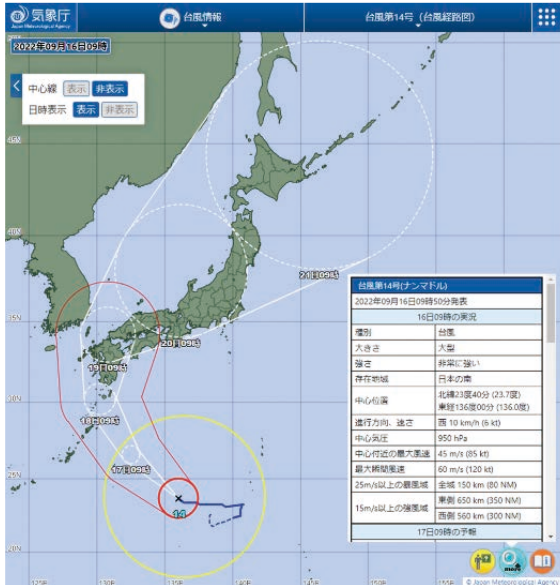 気象庁
Japan Meteorological Agency
台風情報
台風第14号（台風経路図）
2022年09月16日09時
中心線 表示 非表示
日時表示 表示 非表示
45N
40N
35N
30N
25N
20N
21日09時
20日09時
19日09時
18日09時
17日09時
14
台風第14号(ナンマドル)
2022年09月16日09時50分発表
16日09時の実況
種別 台風
大きさ 大型
強さ 非常に強い
存在地域 日本の南
中心位置 北緯23度40分 (23.7度)
東経136度00分 (136.0度)
進行方向、速さ 西 10 km/h (6 kt)
中心気圧 950 hPa
中心付近の最大風速 45 m/s (85 kt)
最大瞬間風速 60 m/s (120 kt)
25m/s以上の暴風域 全域 150 km (80 NM)
15m/s以上の強風域 東側 650 km (350 NM)
西側 560 km (300 NM)
17日09時の予報
125E 130E 135E 140E 145E 150E 155E
© Japan Meteorological Agency